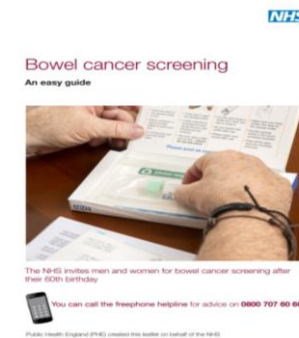 NHS
Bowel cancer screening
An easy guide
The NHS invites men and women for bowel cancer screening after
their 60th birthday
You can call the freephone helpline for advice on 0800 707 60 60
Public Health England (PHE) created this leaflet on behalf of the NHS